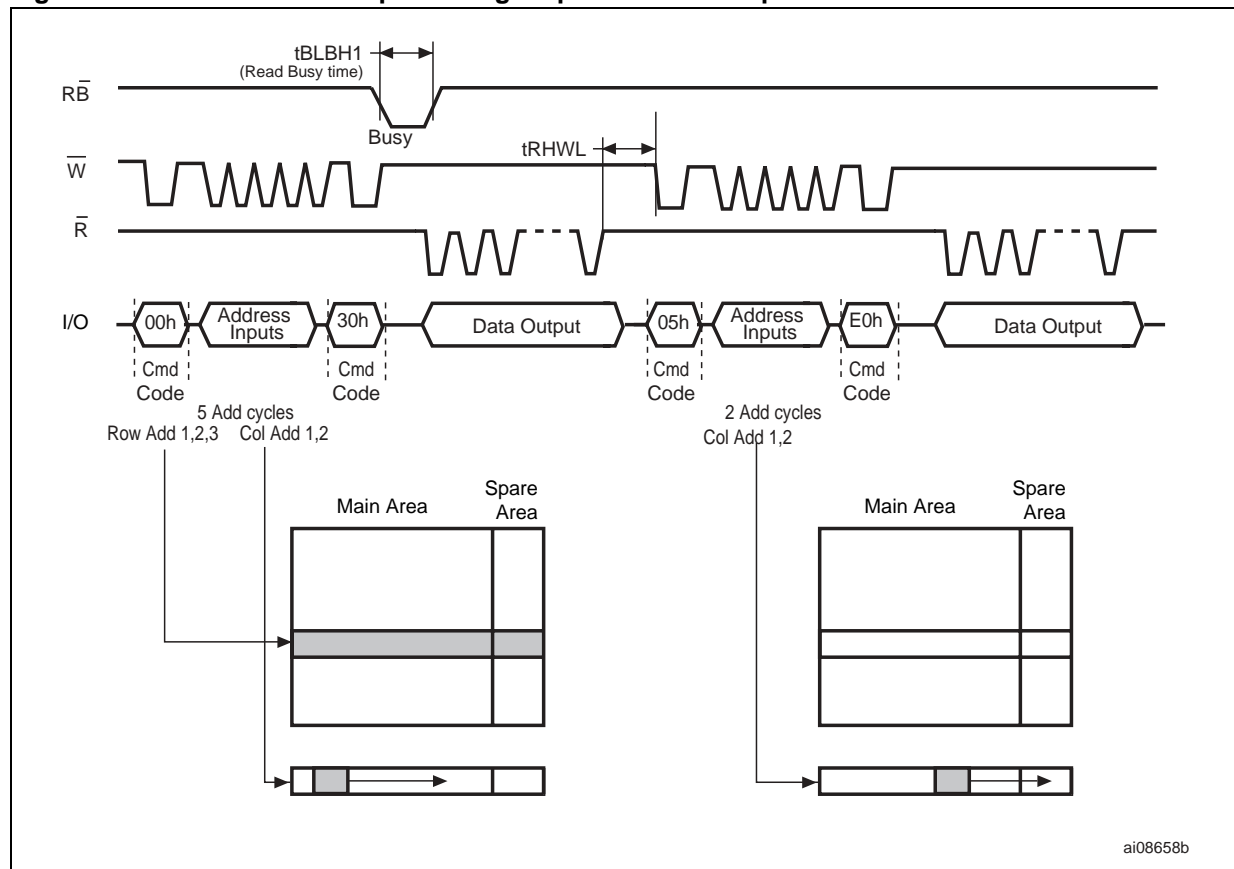 tBLBH1
(Read Busy time)
RB
Busy
tRHWL
W
R
I/O
00h
Address
Inputs
30h
Data Output
05h
Address
Inputs
E0h
Data Output
Cmd
Code
Cmd
Code
Cmd
Code
Cmd
Code
5 Add cycles
Row Add 1,2,3
Col Add 1,2
2 Add cycles
Col Add 1,2
Main Area
Spare
Area
Main Area
Spare
Area
ai08658b